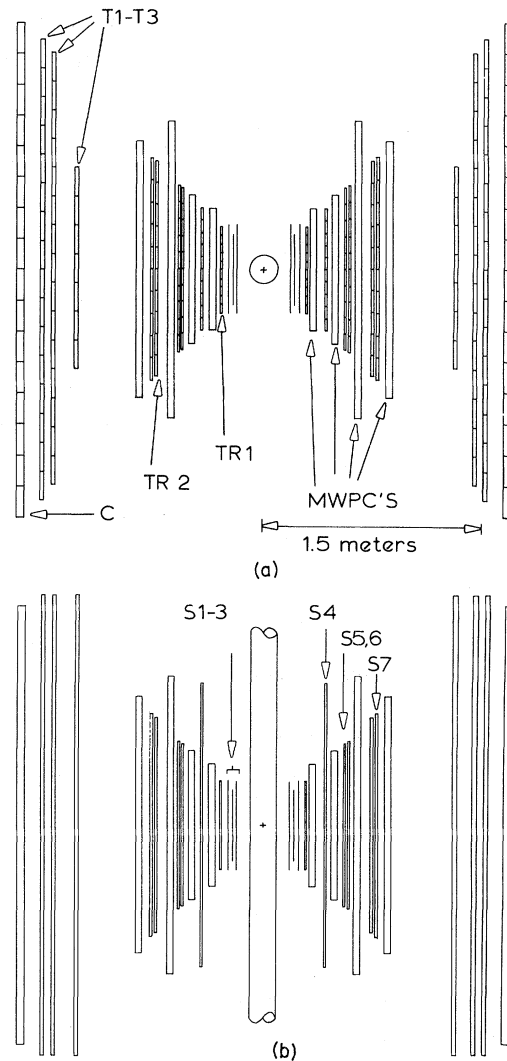 T1-T3
TR1
TR 2
MWPC'S
C
1.5 meters
(a)
S1-3
S4
S5,6
S7
(b)